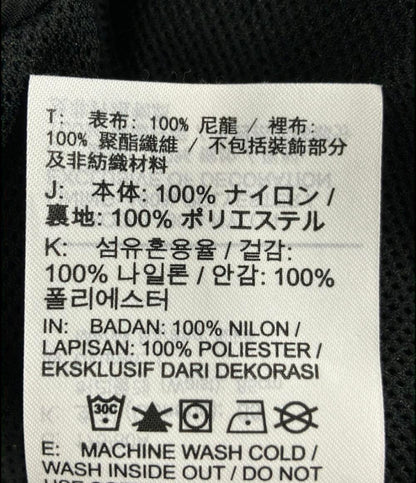 T: 表布: 100% 尼龍 / 裡布:
100% 聚酯纖維 / 不包括裝飾部分
及非紡織材料
J: 本体: 100% ナイロン /
裏地: 100% ポリエステル
K: 섬유혼용율 / 겉감:
100% 나일론 / 안감: 100%
폴리에스터
IN: BADAN: 100% NILON /
LAPISAN: 100% POLIESTER /
EKSKLUSIF DARI DEKORASI
30C
E: MACHINE WASH COLD /
WASH INSIDE OUT / DO NOT